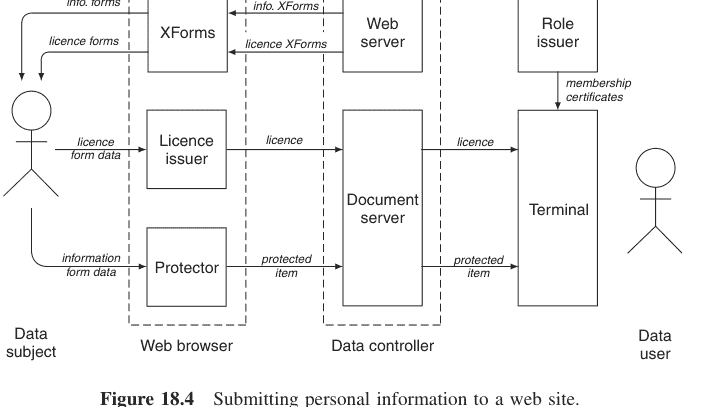 info. forms
info. XForms
XForms
Web
server
Role
issuer
licence forms
licence XForms
membership
certificates
licence
form data
Licence
issuer
licence
licence
Document
server
Terminal
information
form data
Protector
protected
item
protected
item
Data
subject
Web browser
Data controller
Data
user
Figure 18.4 Submitting personal information to a web site.